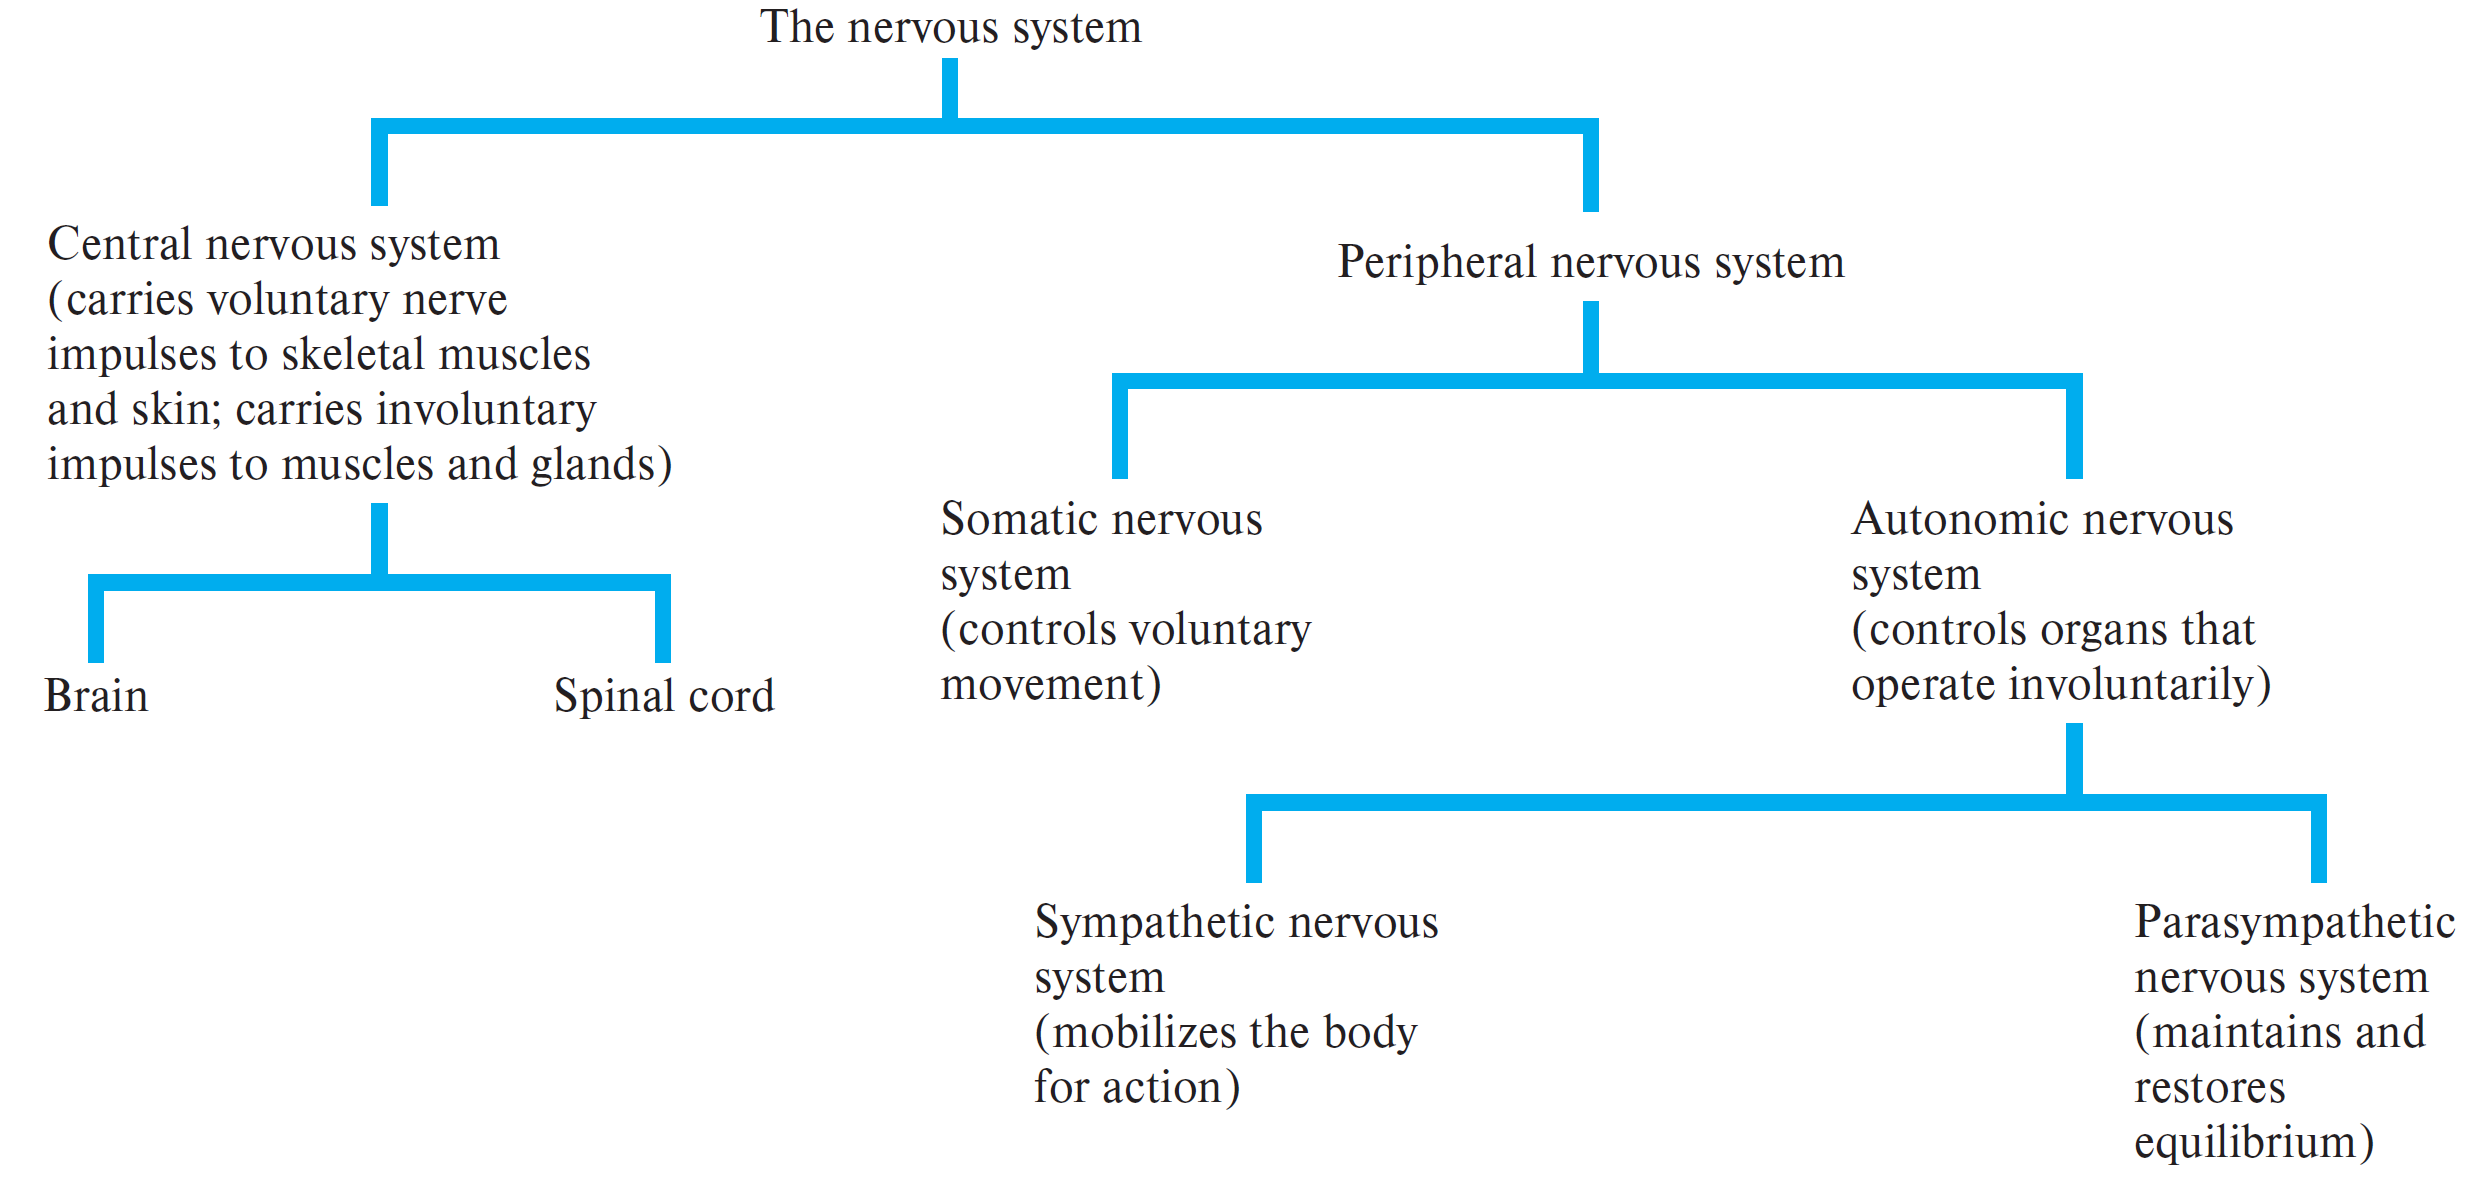 The nervous system
Central nervous system
(carries voluntary nerve
impulses to skeletal muscles
and skin; carries involuntary
impulses to muscles and glands)
Peripheral nervous system
Brain
Spinal cord
Somatic nervous
system
(controls voluntary
movement)
Autonomic nervous
system
(controls organs that
operate involuntarily)
Sympathetic nervous
system
(mobilizes the body
for action)
Parasympathetic
nervous system
(maintains and
restores
equilibrium)